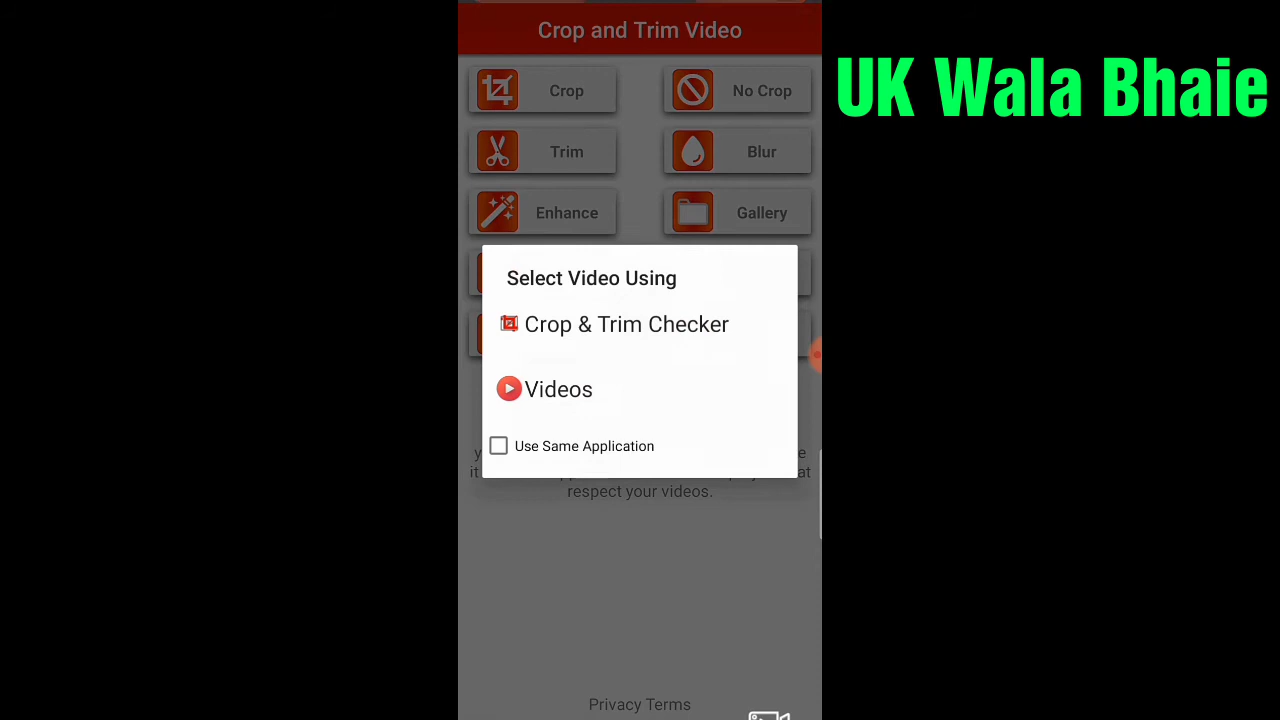 Crop and Trim Video
UK Wala Bhaie
Crop
No Crop
Trim
Blur
Enhance
Gallery
Select Video Using
Crop & Trim Checker
Videos
Use Same Application
respect your videos.
Privacy Terms